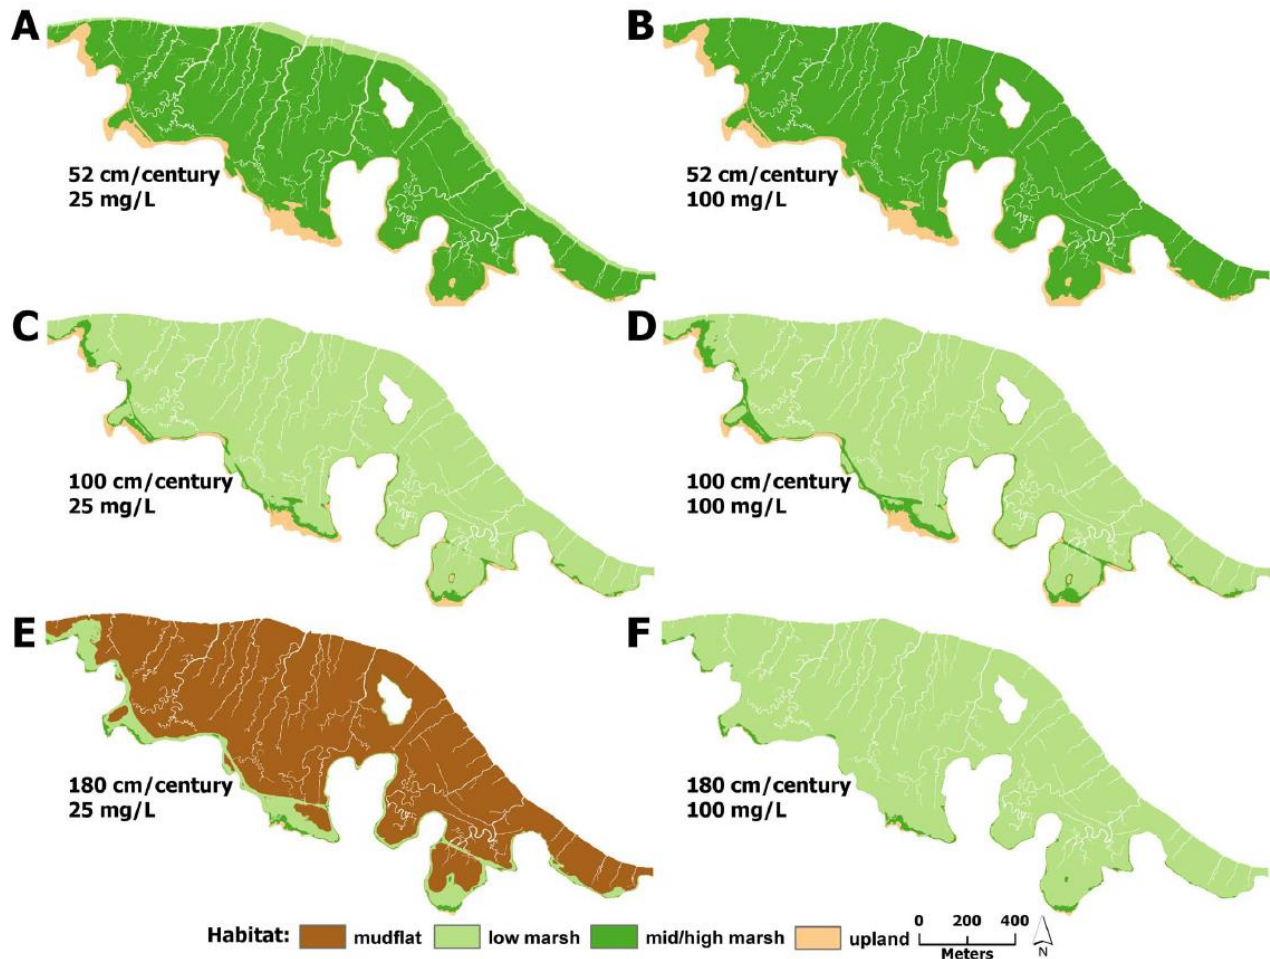 A
B
52 cm/century
25 mg/L
52 cm/century
100 mg/L
C
D
100 cm/century
25 mg/L
100 cm/century
100 mg/L
E
F
180 cm/century
25 mg/L
180 cm/century
100 mg/L
Habitat: mudflat low marsh mid/high marsh upland
0 200 400
Meters
N